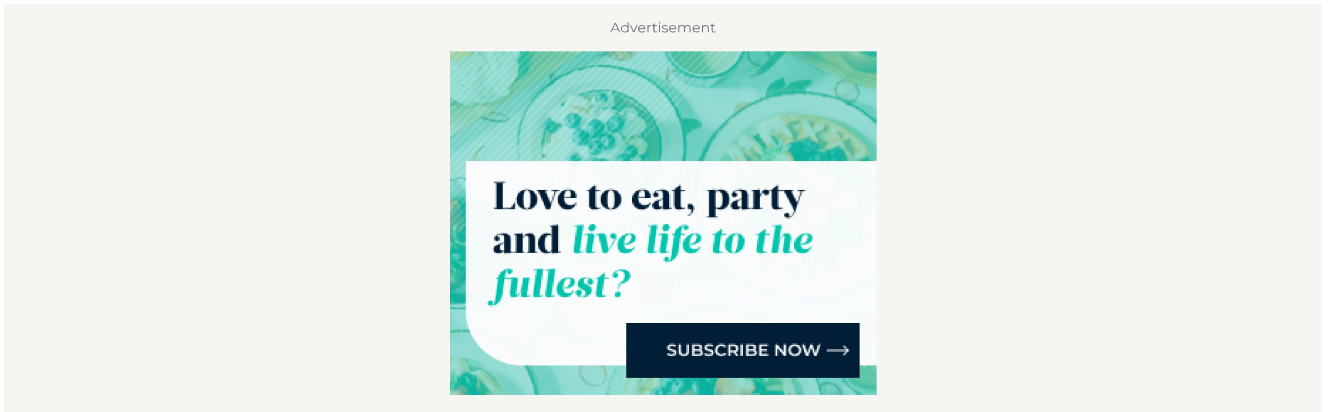 Advertisement
Love to eat, party
and live life to the
fullest?
SUBSCRIBE NOW →